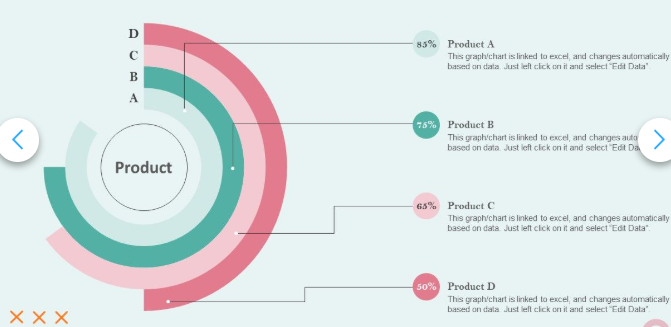 D
C
B
A
Product
85% Product A
This graph/chart is linked to excel, and changes automatically
based on data. Just left click on it and select "Edit Data"
75% Product B
This graph/chart is linked to excel, and changes auto
based on data. Just left click on it and select "Edit Da
65% Product C
This graph/chart is linked to excel, and changes automatically
based on data. Just left click on it and select "Edit Data".
50% Product D
This graph/chart is linked to excel, and changes automatically
based on data. Just left click on it and select "Edit Data".